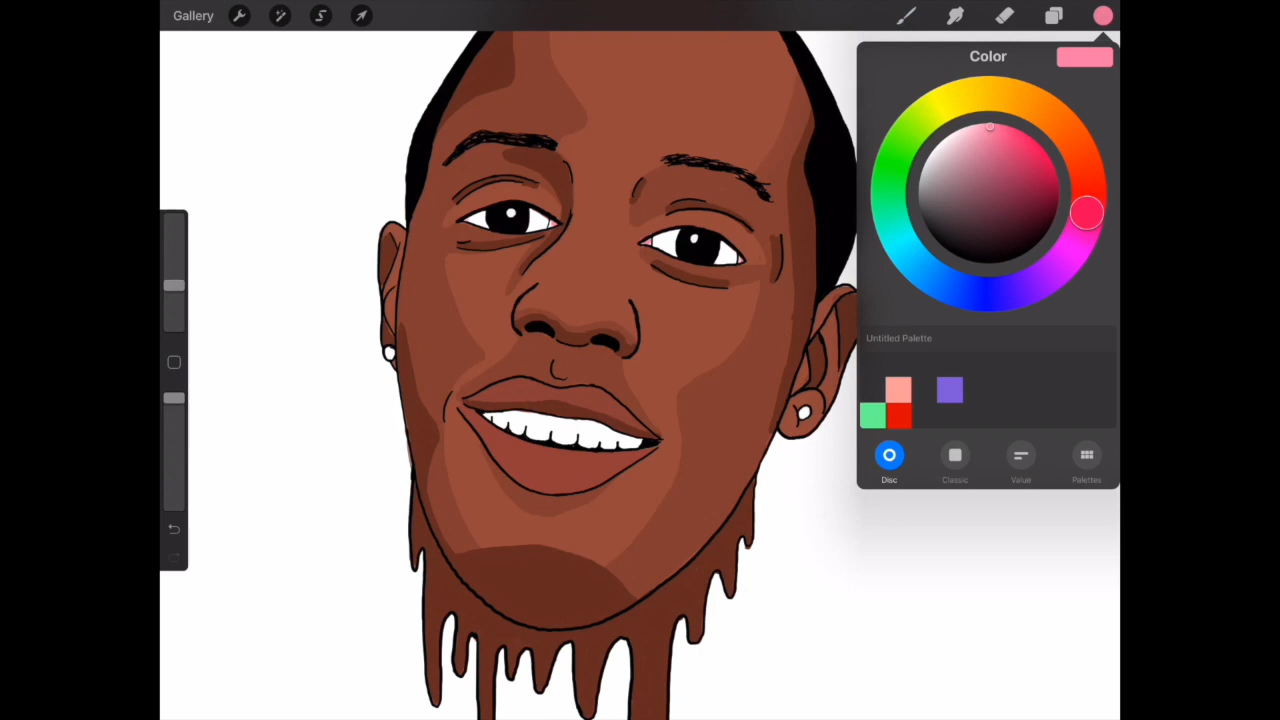 Gallery
Color
Untitled Palette
Disc
Classic
Value
Palettes